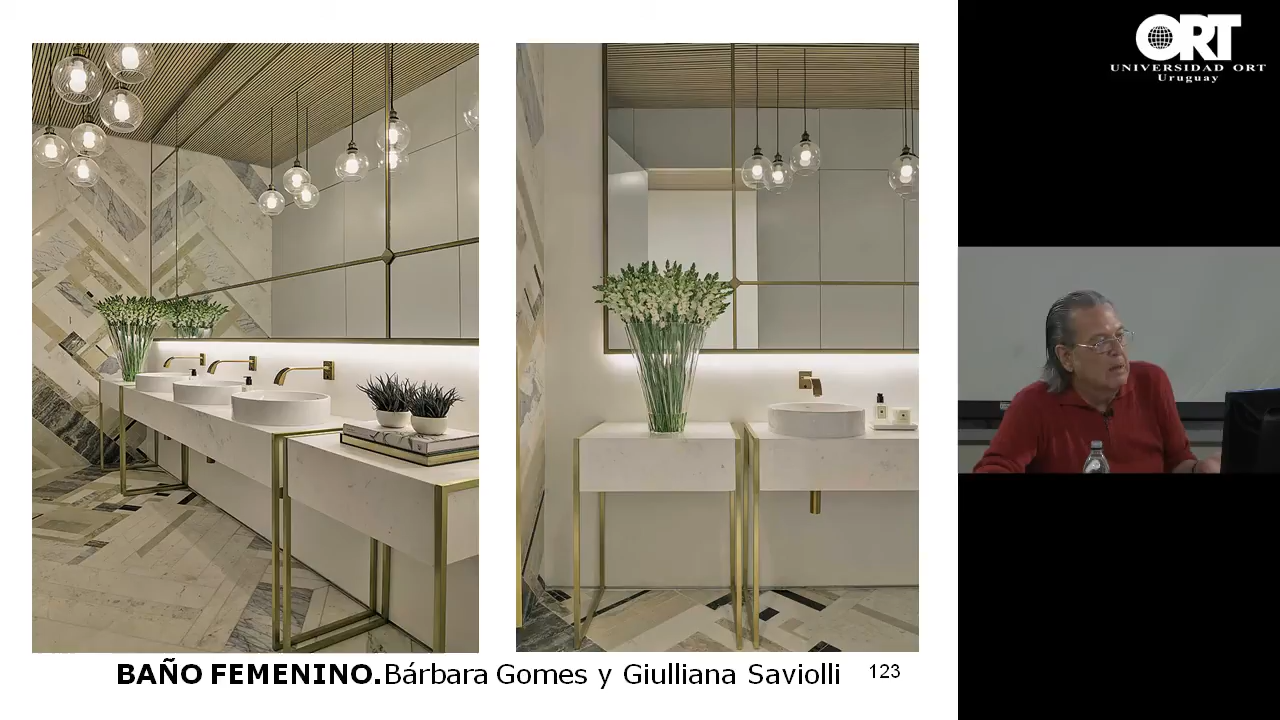 ORT
UNIVERSIDAD ORT
Uruguay
BAÑO FEMENINO.Bárbara Gomes y Giulliana Saviolli
123